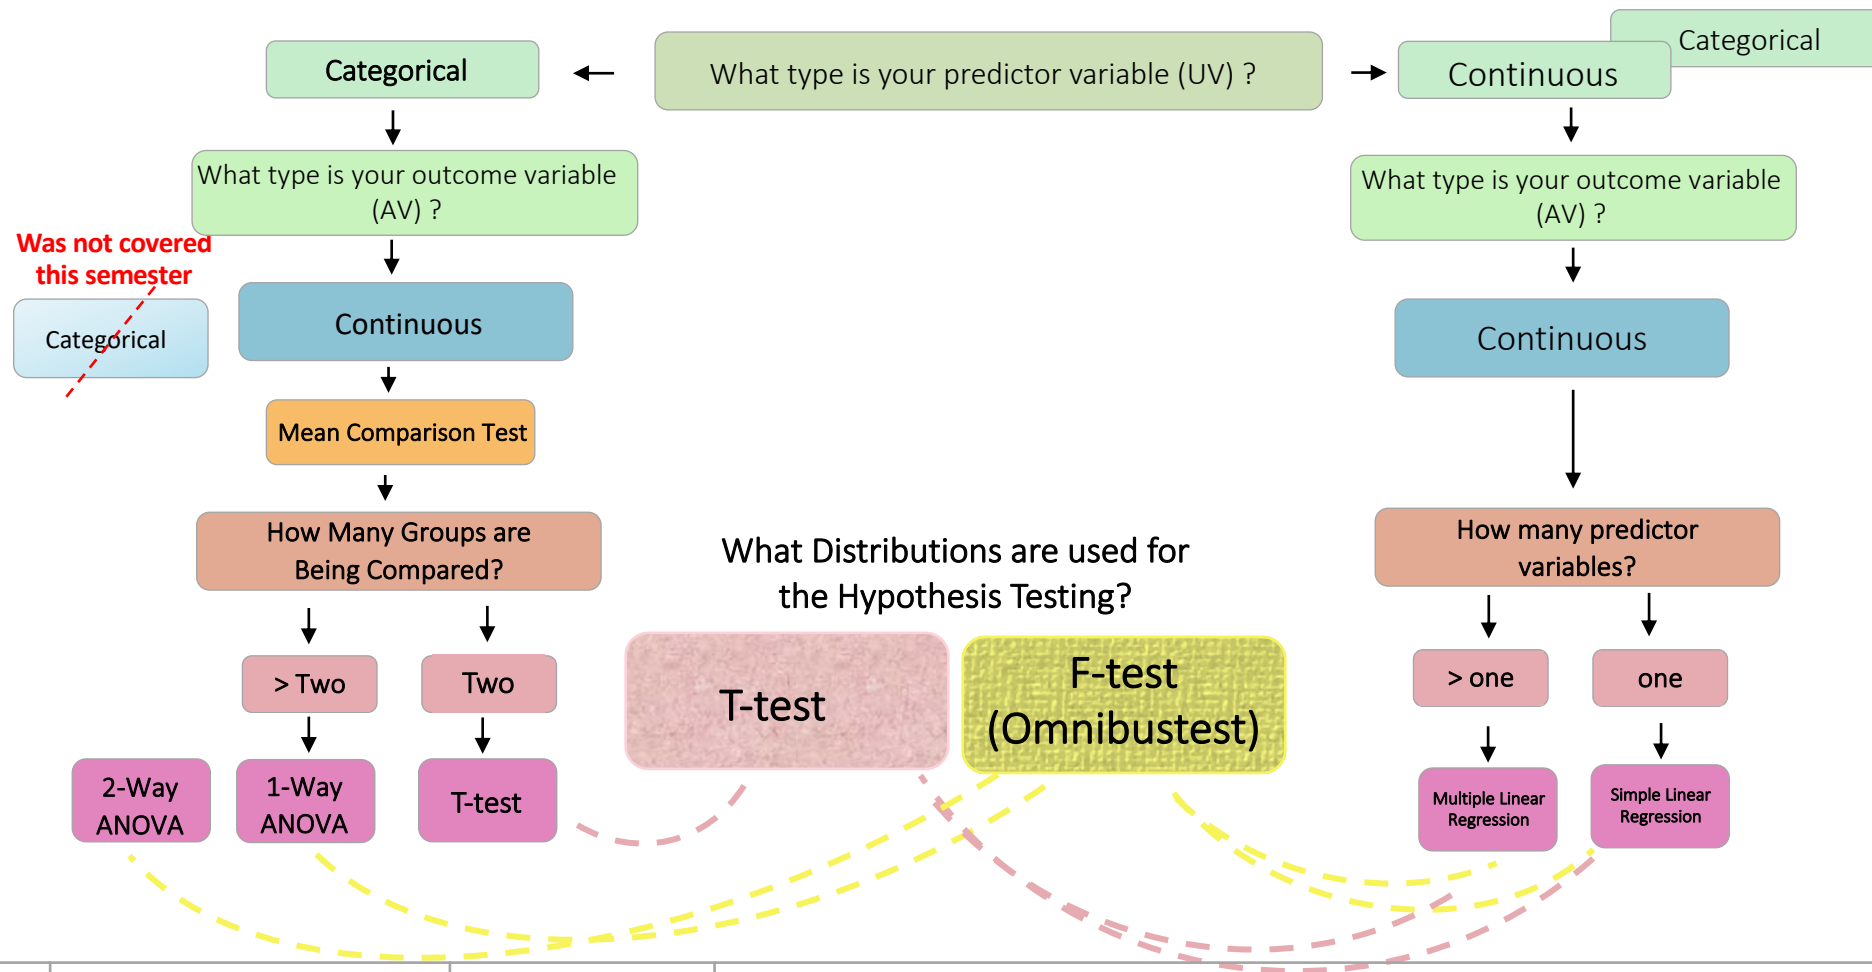 Categorical
What type is your predictor variable (UV) ?
Continuous
Categorical
What type is your outcome variable
(AV) ?
What type is your outcome variable
(AV) ?
Was not covered
this semester
Categorical
Continuous
Continuous
Mean Comparison Test
How Many Groups are
Being Compared?
What Distributions are used for
the Hypothesis Testing?
How many predictor
variables?
> Two
Two
T-test
F-test
(Omnibustest)
> one
one
2-Way
ANOVA
1-Way
ANOVA
T-test
Multiple Linear
Regression
Simple Linear
Regression